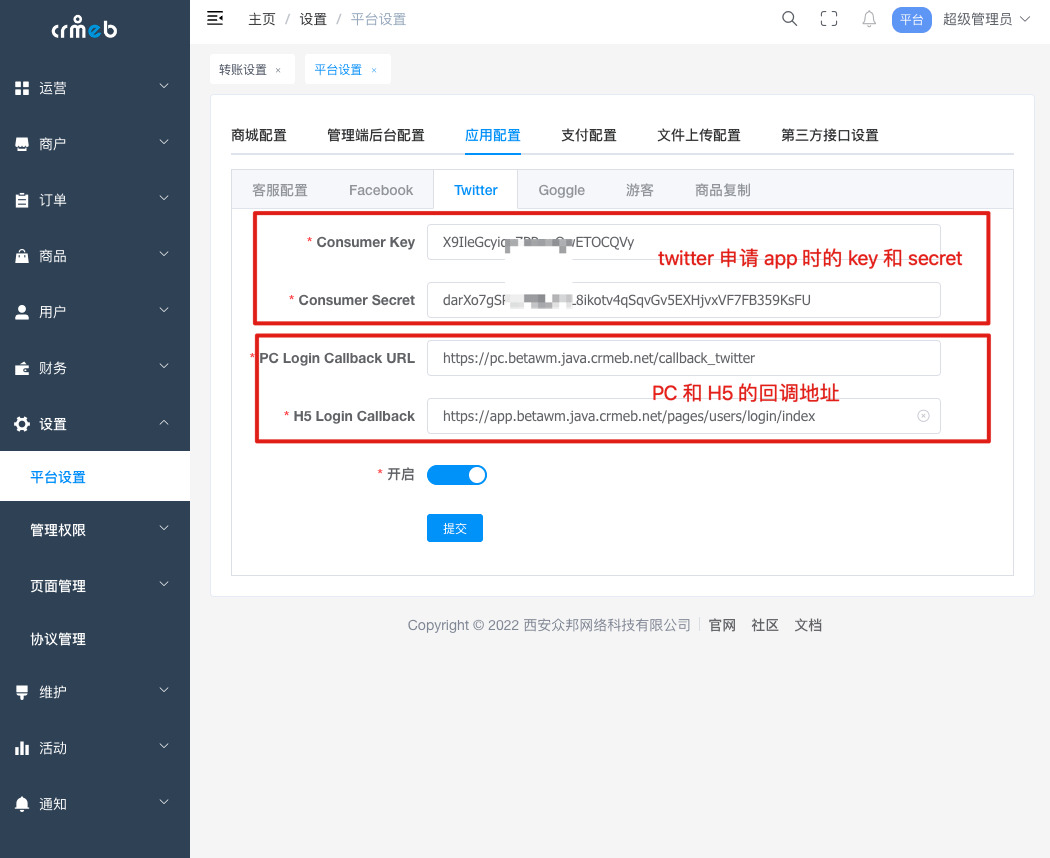 crmeb
主页 / 设置 / 平台设置
平台 超级管理员
转账设置 × 平台设置 ×
运营
商户
订单
商品
用户
财务
设置
平台设置
管理权限
页面管理
协议管理
维护
活动
通知
商城配置 管理端后台配置 应用配置 支付配置 文件上传配置 第三方接口设置
客服配置 Facebook Twitter Goggle 游客 商品复制
* Consumer Key
twitter 申请 app 时的 key 和 secret
* Consumer Secret
* PC Login Callback URL https://pc.betawm.java.crmeb.net/callback_twitter
PC 和 H5 的回调地址
* H5 Login Callback https://app.betawm.java.crmeb.net/pages/users/login/index
* 开启
提交
Copyright © 2022 西安众邦网络科技有限公司 官网 社区 文档